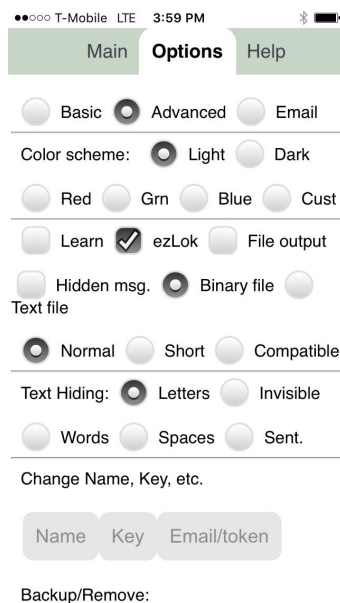 T-Mobile LTE 3:59 PM
Main Options Help
Basic Advanced Email
Color scheme: Light Dark
Red Grn Blue Cust
Learn ezLok File output
Hidden msg. Binary file
Text file
Normal Short Compatible
Text Hiding: Letters Invisible
Words Spaces Sent.
Change Name, Key, etc.
Name Key Email/token
Backup/Remove: